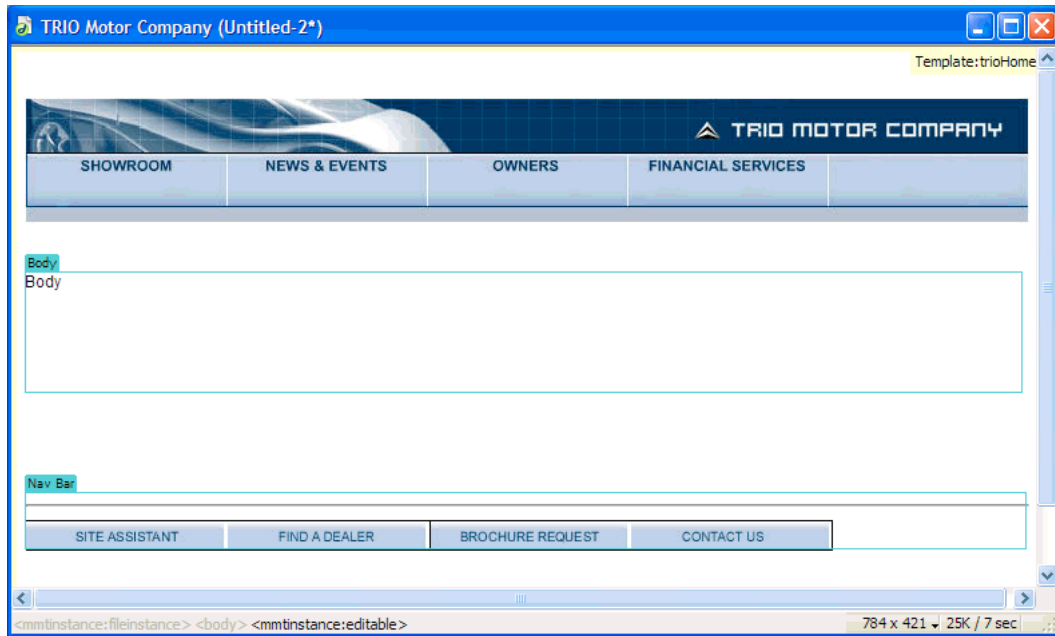 TRIO Motor Company (Untitled-2*)
Template:trioHome
TRIO MOTOR COMPANY
SHOWROOM NEWS & EVENTS OWNERS FINANCIAL SERVICES
Body
Body
Nav Bar
SITE ASSISTANT FIND A DEALER BROCHURE REQUEST CONTACT US
<mmtinstance:fileinstance> <body> <mmtinstance:editable> 784 x 421 25K / 7 sec